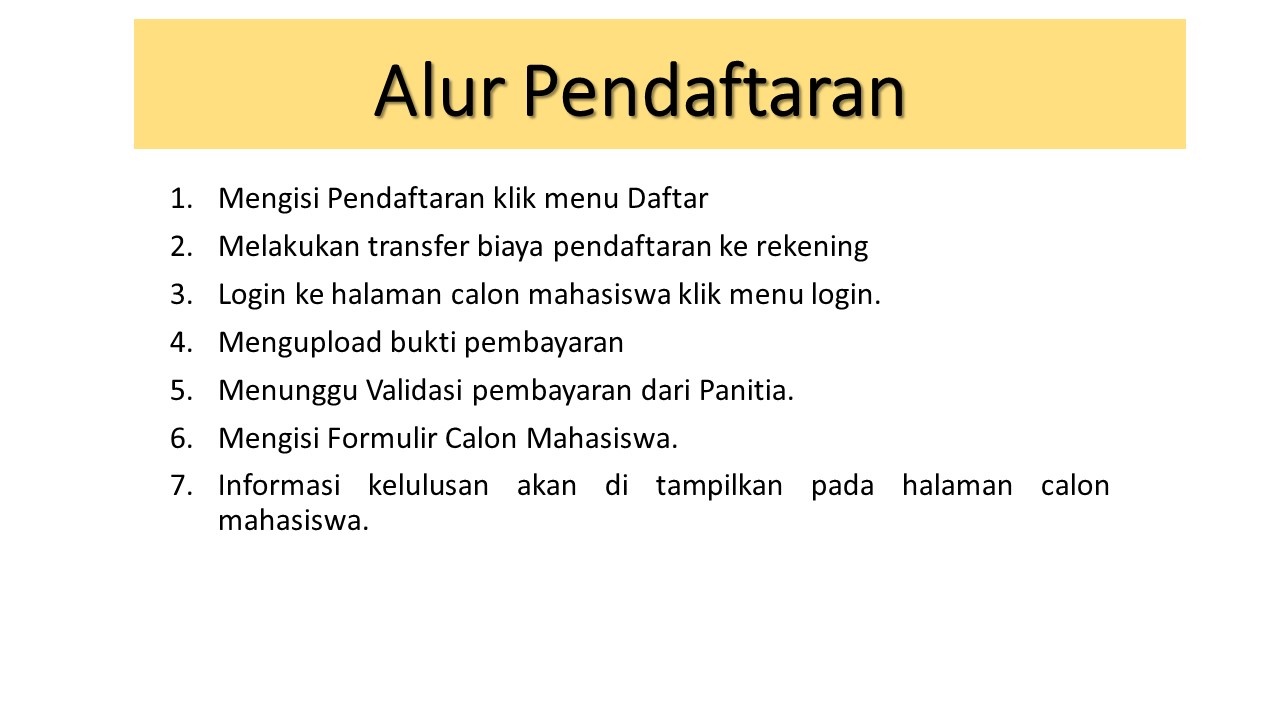 Alur Pendaftaran
1. Mengisi Pendaftaran klik menu Daftar
2. Melakukan transfer biaya pendaftaran ke rekening
3. Login ke halaman calon mahasiswa klik menu login.
4. Mengupload bukti pembayaran
5. Menunggu Validasi pembayaran dari Panitia.
6. Mengisi Formulir Calon Mahasiswa.
7. Informasi kelulusan akan di tampilkan pada halaman calon
mahasiswa.